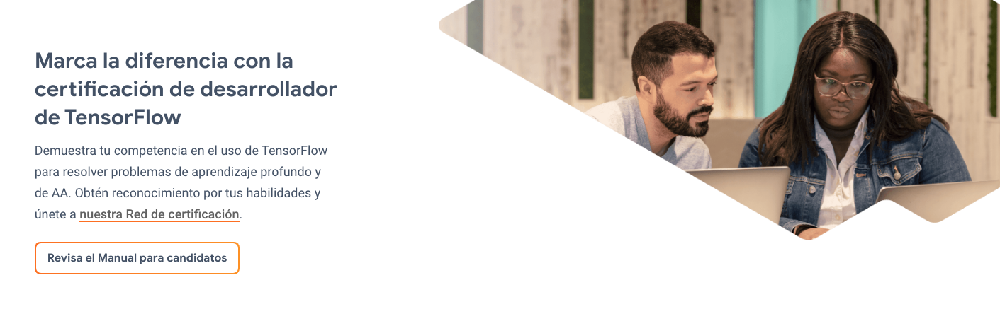 Marca la diferencia con la
certificación de desarrollador
de TensorFlow
Demuestra tu competencia en el uso de TensorFlow
para resolver problemas de aprendizaje profundo y
de AA. Obtén reconocimiento por tus habilidades y
únete a nuestra Red de certificación.
Revisa el Manual para candidatos